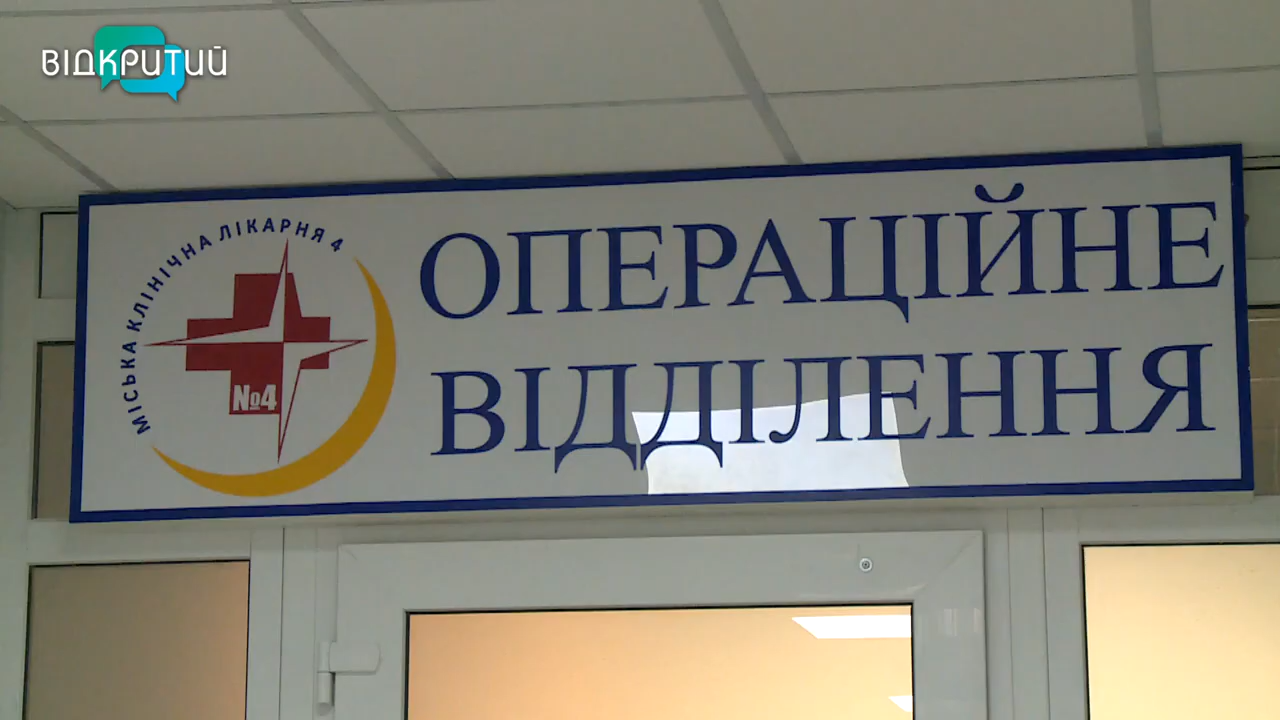 ВІДКРИТИЙ
МІСЬКА КЛІНІЧНА ЛІКАРНЯ 4
№4
ОПЕРАЦІЙНЕ
ВІДДІЛЕННЯ